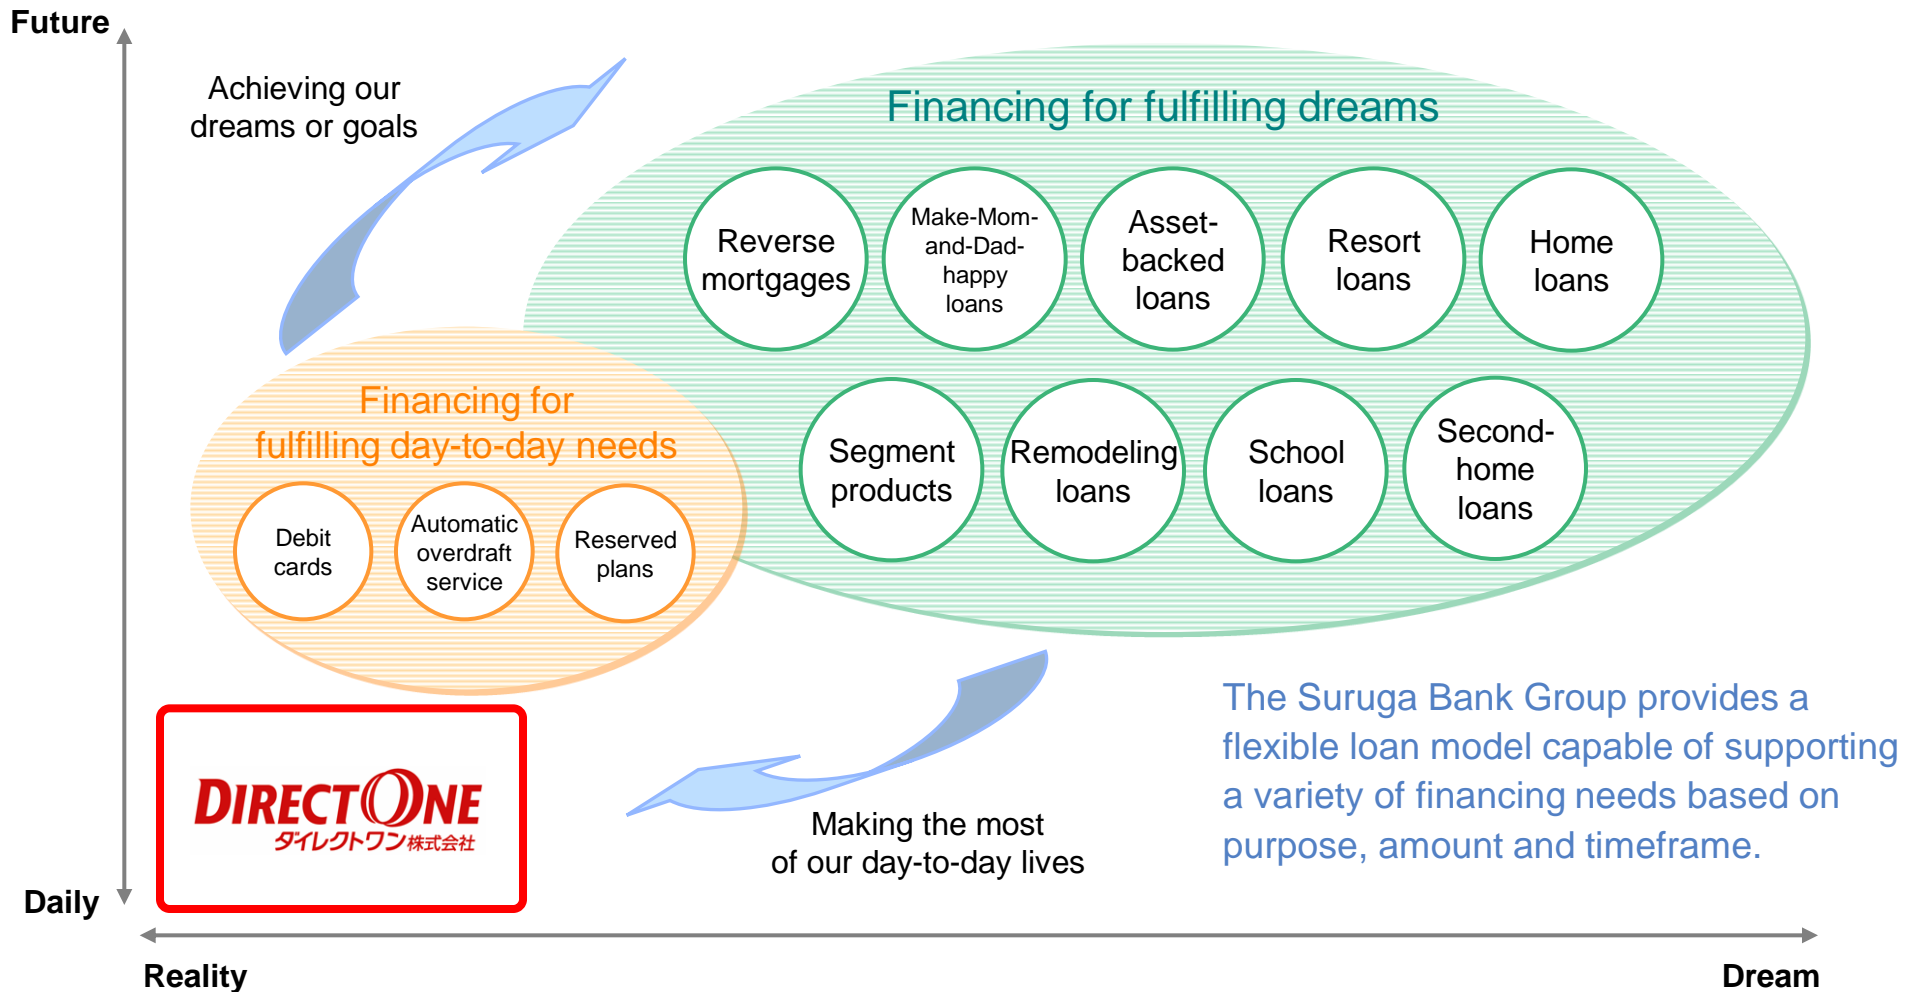 Future
Achieving our
dreams or goals
Financing for fulfilling dreams
Reverse
mortgages
Make-Mom-
and-Dad-
happy
loans
Asset-
backed
loans
Resort
loans
Home
loans
Segment
products
Remodeling
loans
School
loans
Second-
home
loans
Financing for
fulfilling day-to-day needs
Debit
cards
Automatic
overdraft
service
Reserved
plans
DIRECTONE
ダイレクトワン株式会社
Making the most
of our day-to-day lives
The Suruga Bank Group provides a
flexible loan model capable of supporting
a variety of financing needs based on
purpose, amount and timeframe.
Daily
Reality
Dream